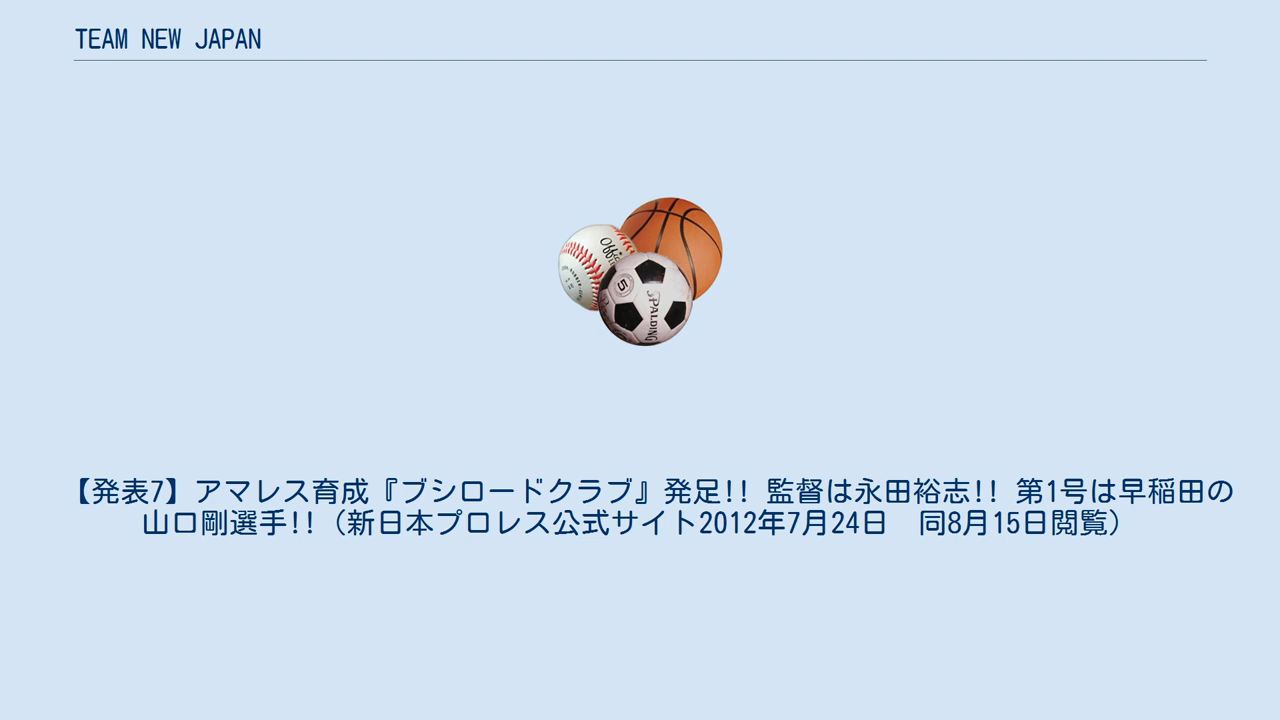 TEAM NEW JAPAN
Offic
5
SPALDING
【発表7】アマレス育成『ブシロードクラブ』発足!! 監督は永田裕志!! 第1号は早稲田の
山口剛選手!!（新日本プロレス公式サイト2012年7月24日　同8月15日閲覧）